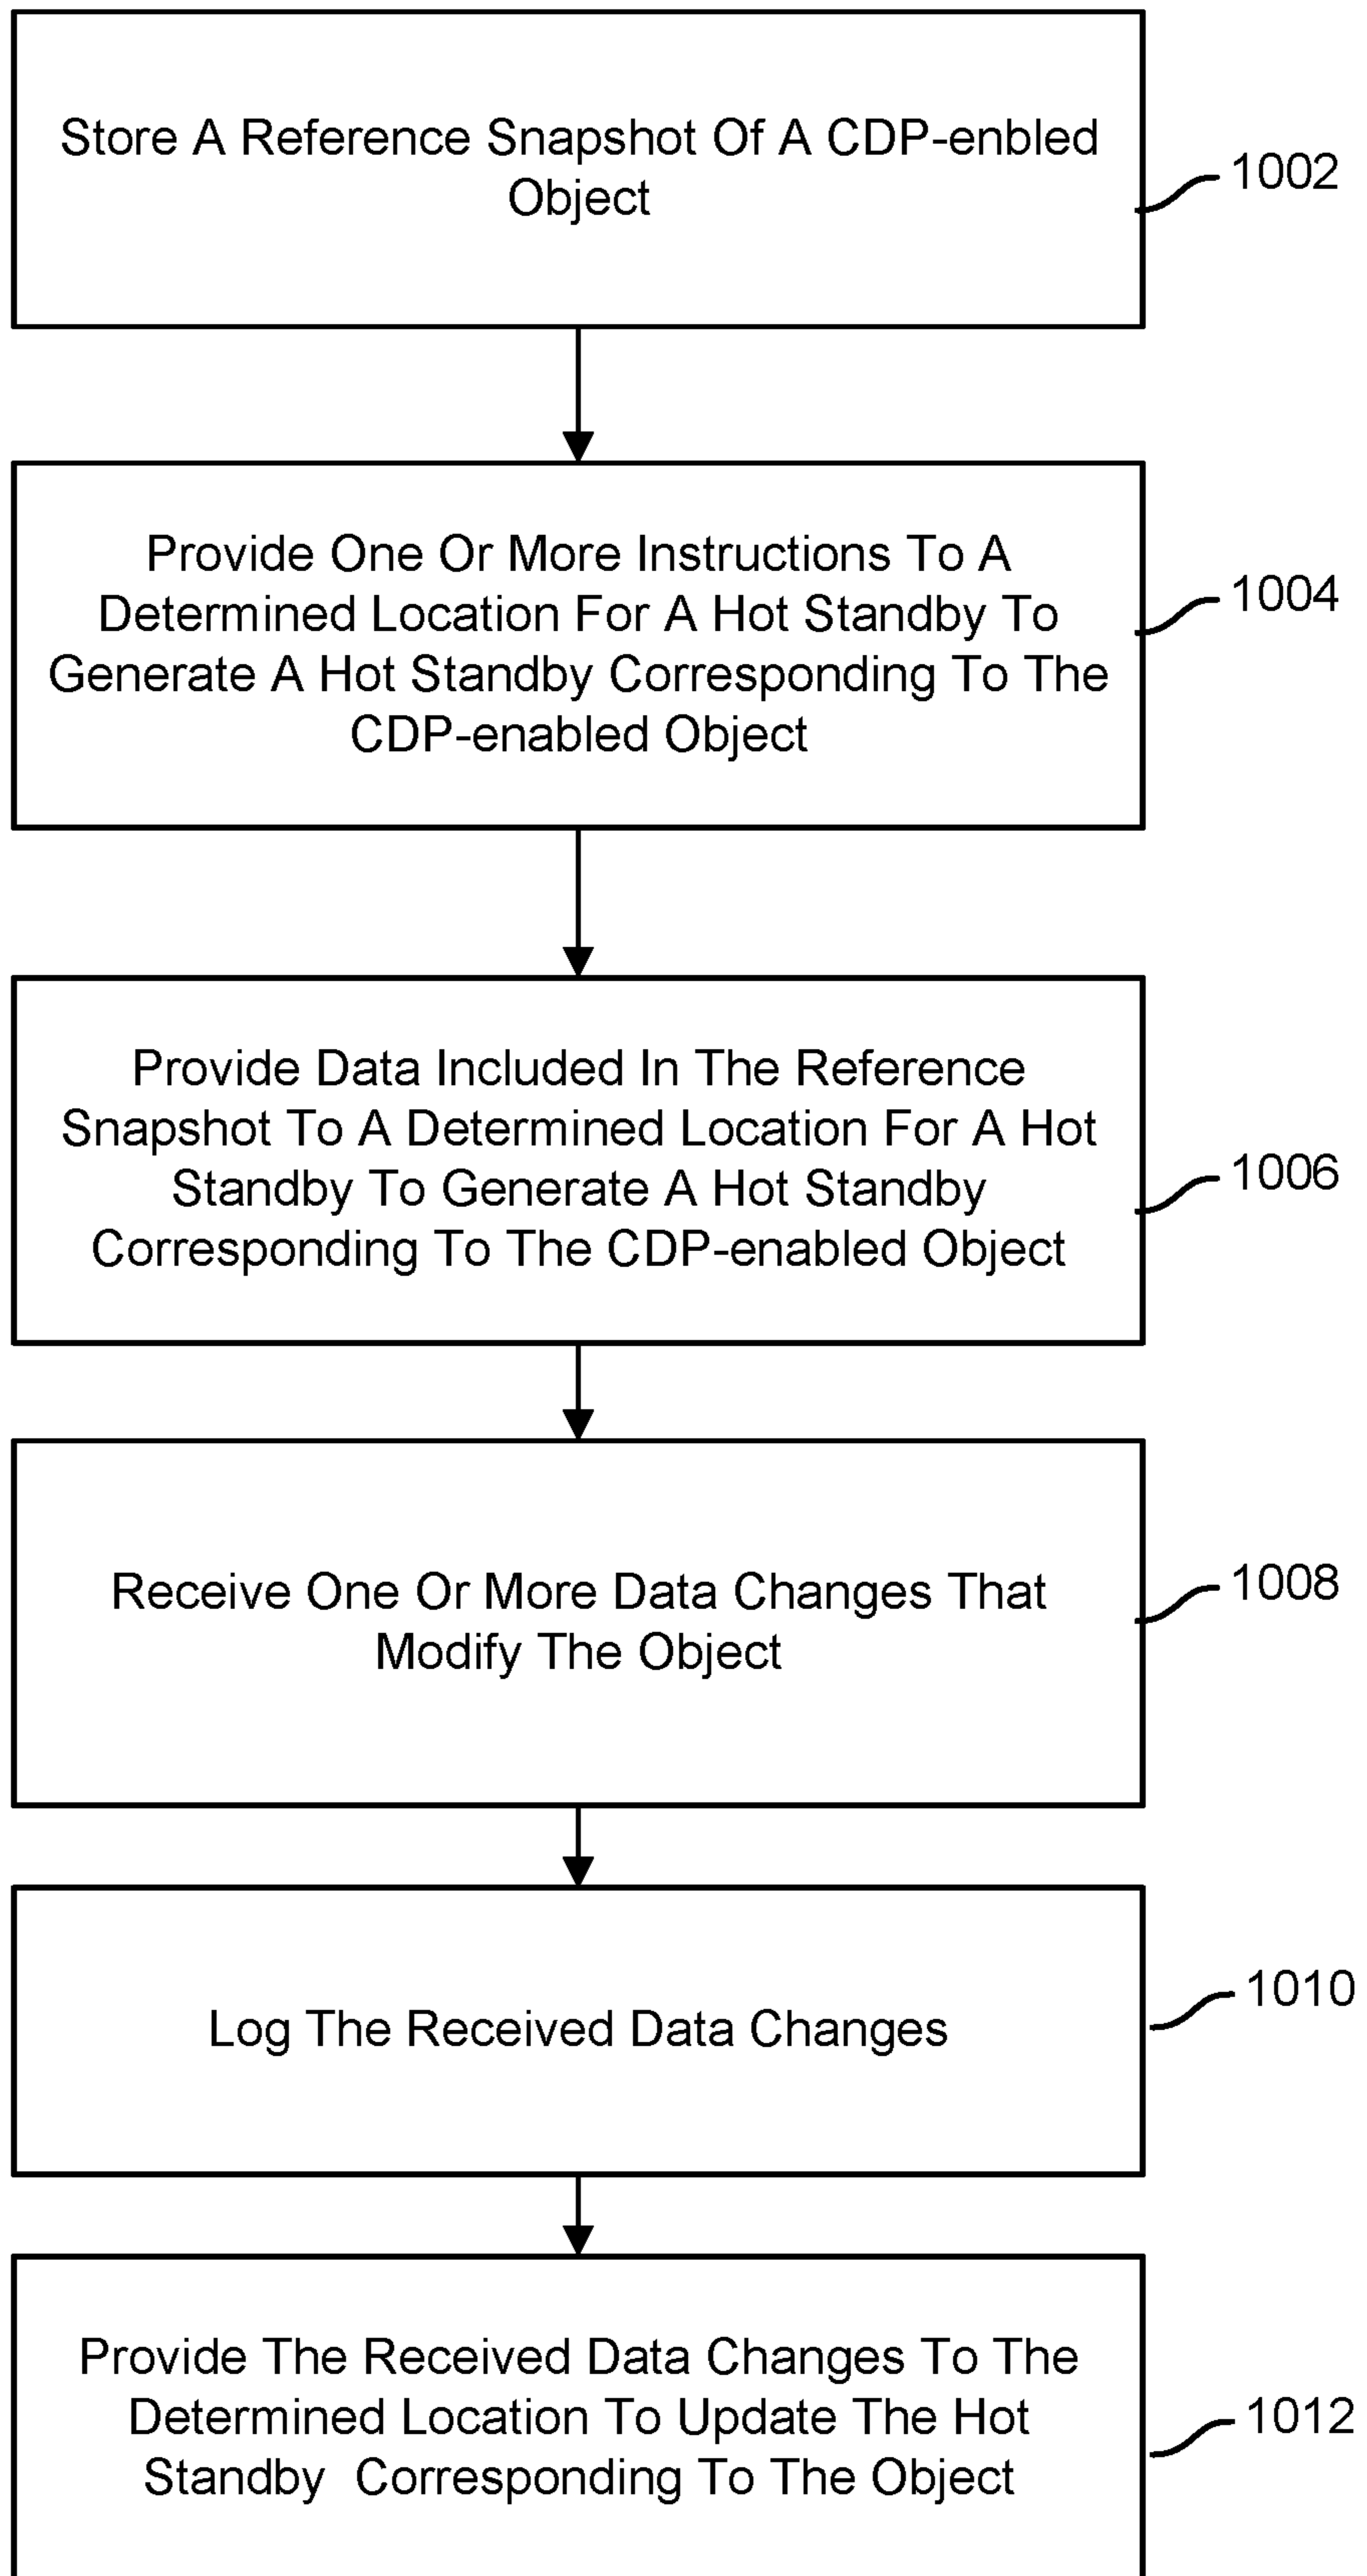 Store A Reference Snapshot Of A CDP-enbled
Object
1002
Provide One Or More Instructions To A
Determined Location For A Hot Standby To
Generate A Hot Standby Corresponding To The
CDP-enabled Object
1004
Provide Data Included In The Reference
Snapshot To A Determined Location For A Hot
Standby To Generate A Hot Standby
Corresponding To The CDP-enabled Object
1006
Receive One Or More Data Changes That
Modify The Object
1008
Log The Received Data Changes
1010
Provide The Received Data Changes To The
Determined Location To Update The Hot
Standby Corresponding To The Object
1012